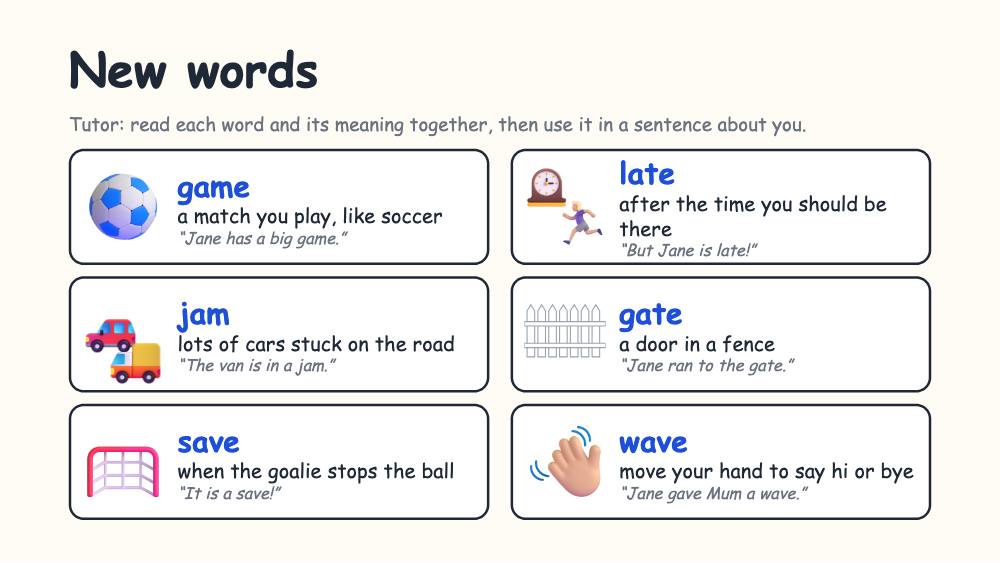 New words
Tutor: read each word and its meaning together, then use it in a sentence about you.
game
a match you play, like soccer
"Jane has a big game."
late
after the time you should be
there
"But Jane is late!"
jam
lots of cars stuck on the road
"The van is in a jam."
gate
a door in a fence
"Jane ran to the gate."
save
when the goalie stops the ball
"It is a save!"
wave
move your hand to say hi or bye
"Jane gave Mum a wave."